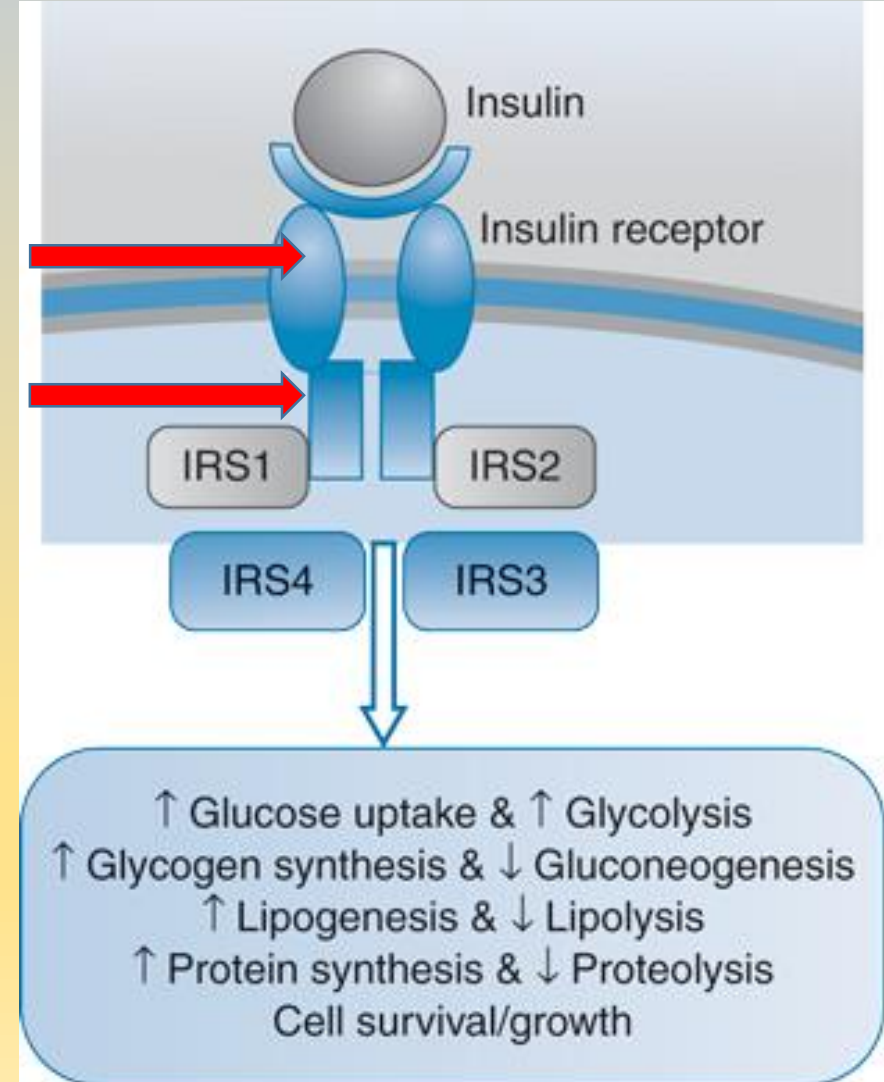 Insulin
Insulin receptor
IRS1
IRS2
IRS4
IRS3
↑ Glucose uptake & ↑ Glycolysis
↑ Glycogen synthesis & ↓ Gluconeogenesis
↑ Lipogenesis & ↓ Lipolysis
↑ Protein synthesis & ↓ Proteolysis
Cell survival/growth